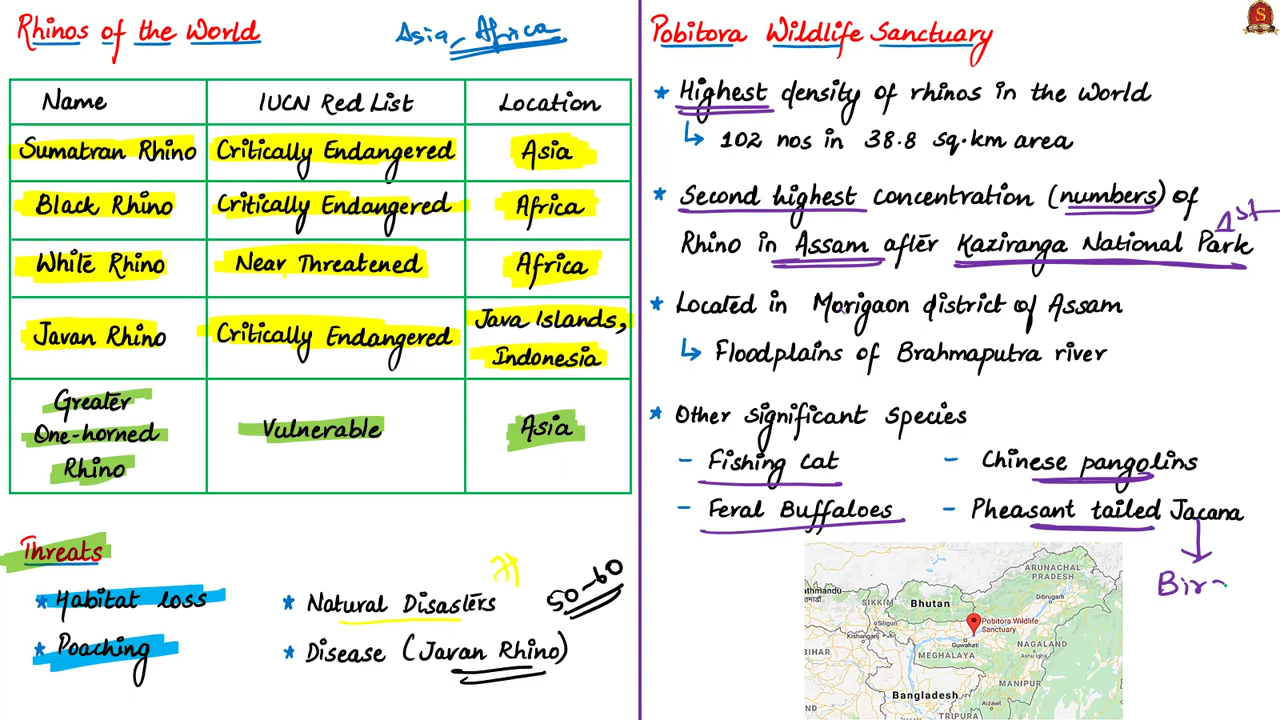 Rhinos of the World
Asia, Africa
Name IUCN Red List Location
Sumatran Rhino Critically Endangered Asia
Black Rhino Critically Endangered Africa
White Rhino Near Threatened Africa
Javan Rhino Critically Endangered Java Islands,
Indonesia
Greater
One-horned Vulnerable Asia
Rhino
Threats
* Habitat loss
* Poaching
* Natural Disasters
* Disease (Javan Rhino)
50-60
Pobitora Wildlife Sanctuary
* Highest density of rhinos in the world
↳ 102 nos in 38.8 sq.km area
* Second highest concentration (numbers) of
1st
Rhino in Assam after Kaziranga National Park
* Located in Morigaon district of Assam
↳ Floodplains of Brahmaputra river
* Other significant species
- Fishing cat - Chinese pangolins
- Feral Buffaloes - Pheasant tailed Jacana
Bir
ARUNACHAL
PRADESH
SIKKIM
Bhutan
Dibrugarh
Siliguri
Pobitora Wildlife
Sanctuary
Kishanganj
Guwahati
NAGALAND
BIHAR
MEGHALAYA
MANIPUR
Bangladesh
Aizawl
TRIPURA